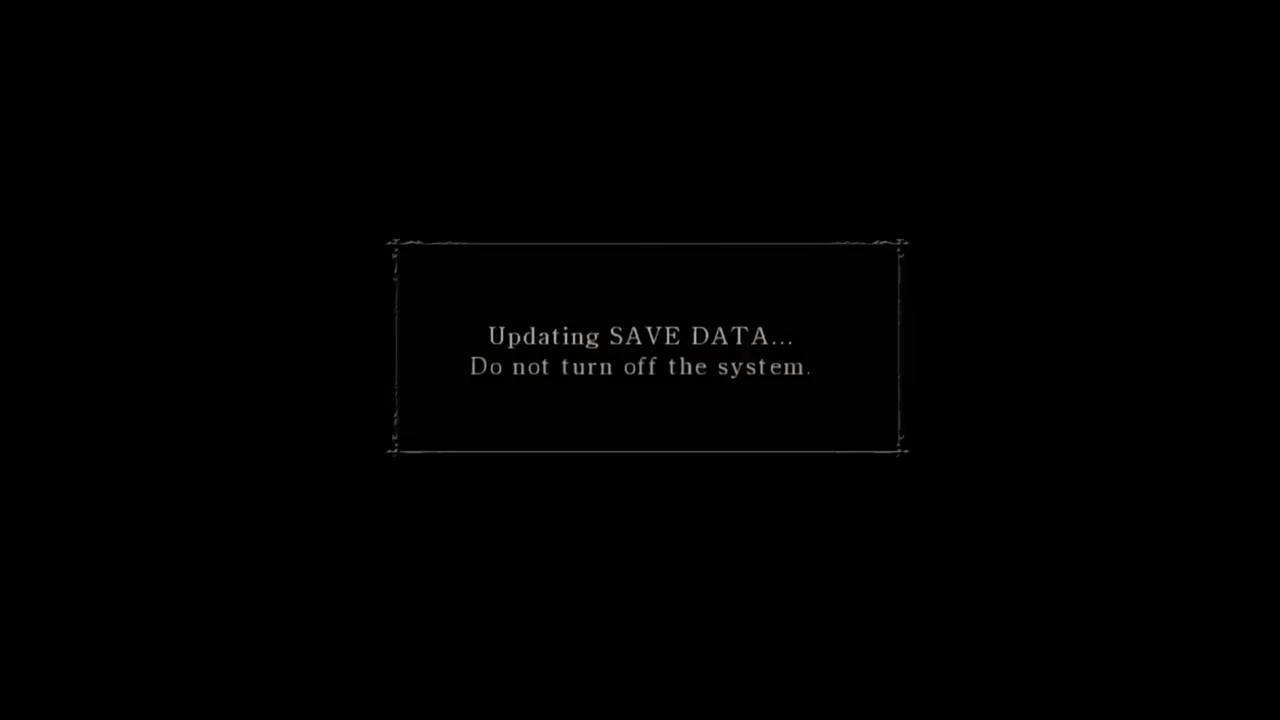 Updating SAVE DATA...
Do not turn off the system.